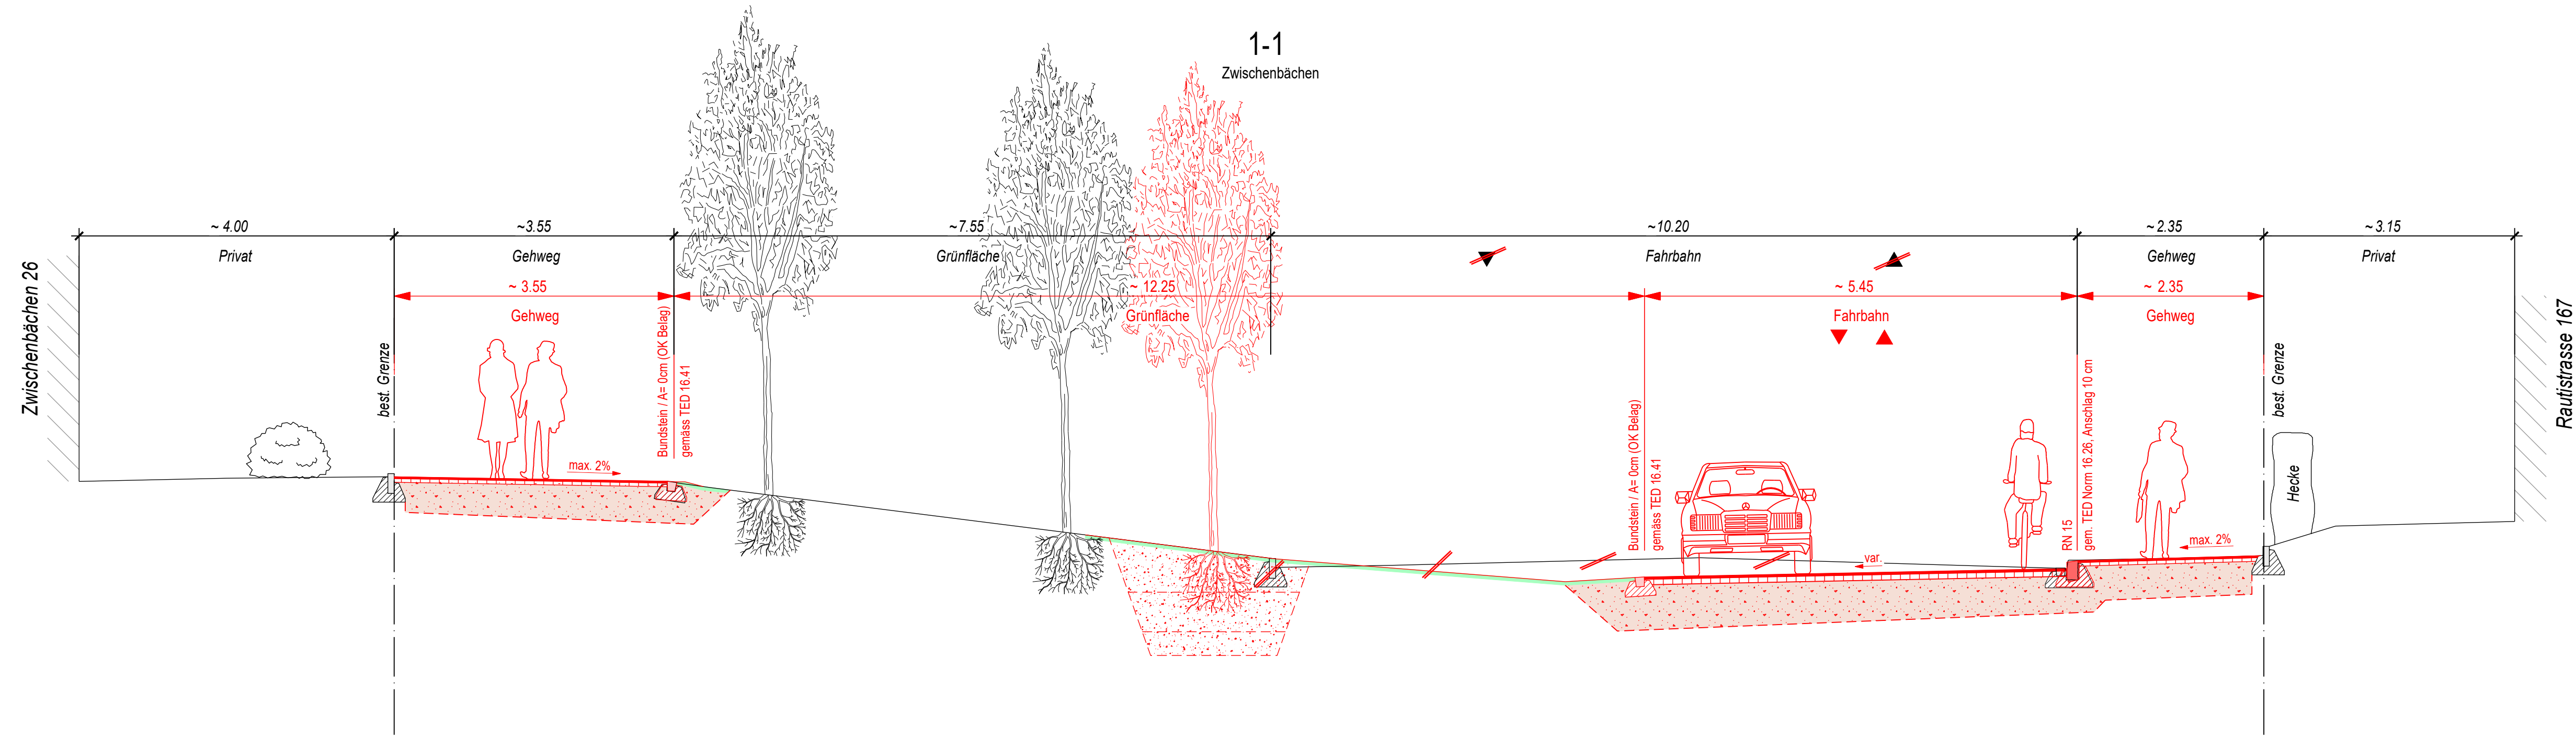 1-1
Zwischenbächen
~ 4.00
~3.55
~7.55
~10.20
~2.35
~3.15
Privat
Gehweg
Grünfläche
Fahrbahn
Gehweg
Privat
~ 3.55
~ 12.25
~ 5.45
~ 2.35
Gehweg
Grünfläche
Fahrbahn
Gehweg
Zwischenbächen 26
best. Grenze
Bundstein / A= 0cm (OK Belag)
gemäss TED 16.41
max. 2%
Bundstein / A= 0cm (OK Belag)
gemäss TED 16.41
var.
RN 15
gem. TED Norm 16.26, Anschlag 10 cm
max. 2%
best. Grenze
Hecke
Rautistrasse 167